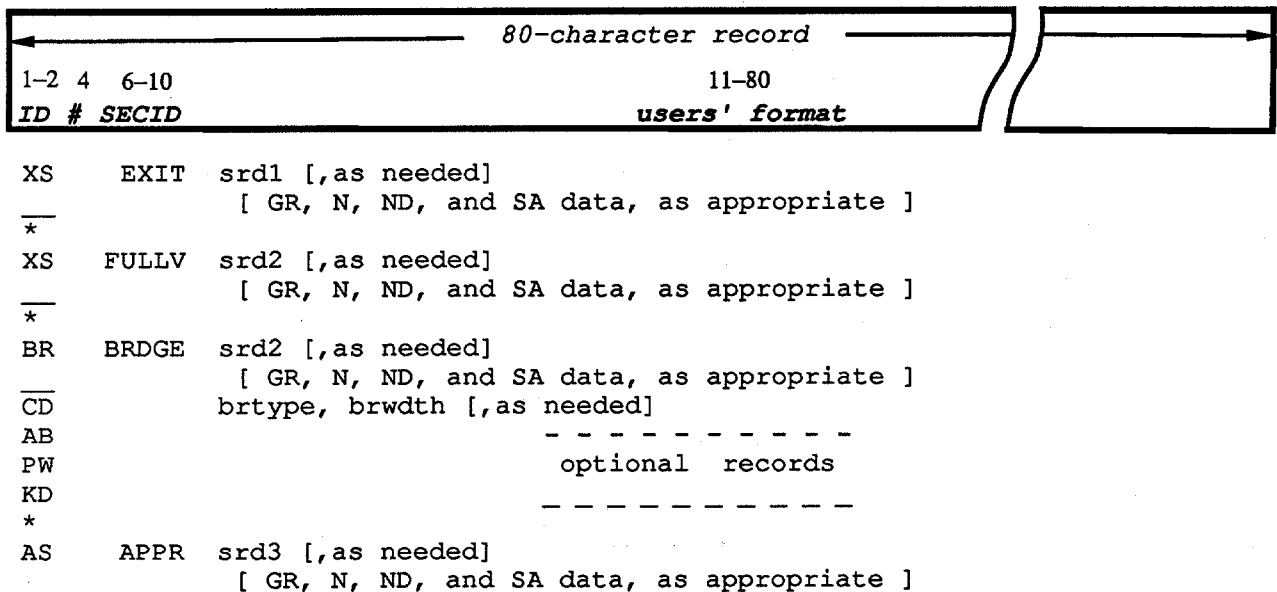 80-character record
1–2 4 6–10 11–80
ID # SECID users' format
XS EXIT srd1 [,as needed]
[ GR, N, ND, and SA data, as appropriate ]
*
XS FULLV srd2 [,as needed]
[ GR, N, ND, and SA data, as appropriate ]
*
BR BRDGE srd2 [,as needed]
[ GR, N, ND, and SA data, as appropriate ]
CD brtype, brwdth [,as needed]
AB
PW optional records
KD
*
AS APPR srd3 [,as needed]
[ GR, N, ND, and SA data, as appropriate ]